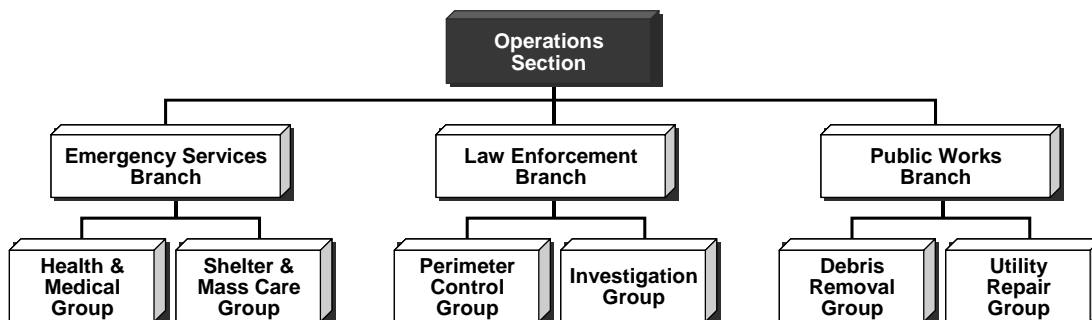 Operations
Section
Emergency Services
Branch
Law Enforcement
Branch
Public Works
Branch
Health &
Medical
Group
Shelter &
Mass Care
Group
Perimeter
Control
Group
Investigation
Group
Debris
Removal
Group
Utility
Repair
Group